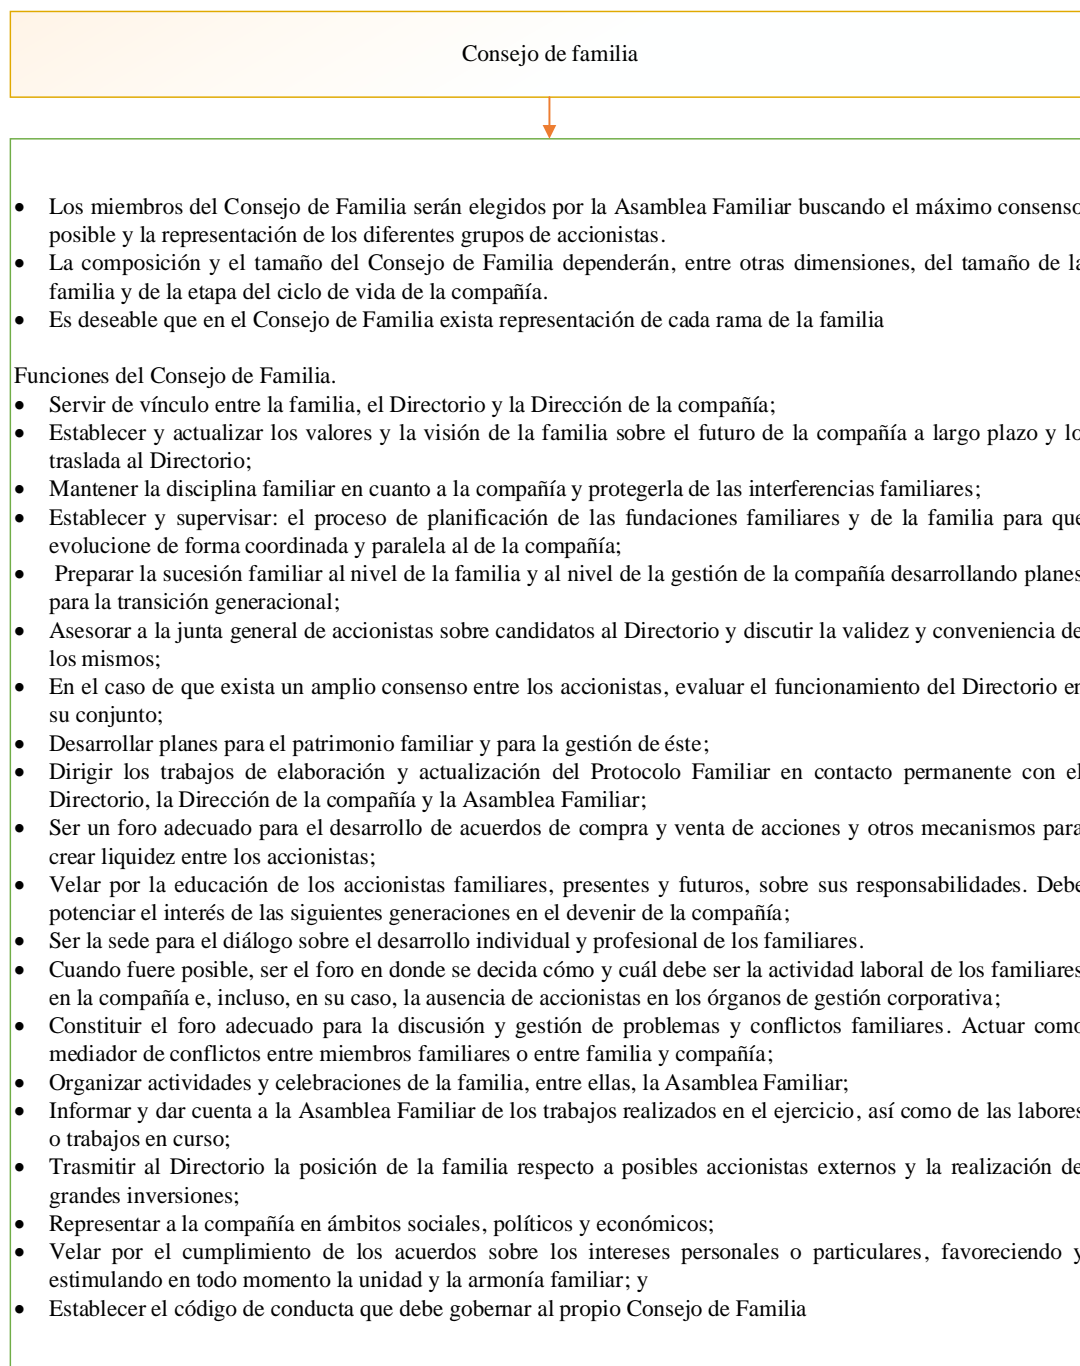 Consejo de familia
• Los miembros del Consejo de Familia serán elegidos por la Asamblea Familiar buscando el máximo consenso
posible y la representación de los diferentes grupos de accionistas.
• La composición y el tamaño del Consejo de Familia dependerán, entre otras dimensiones, del tamaño de la
familia y de la etapa del ciclo de vida de la compañía.
• Es deseable que en el Consejo de Familia exista representación de cada rama de la familia
Funciones del Consejo de Familia.
• Servir de vínculo entre la familia, el Directorio y la Dirección de la compañía;
• Establecer y actualizar los valores y la visión de la familia sobre el futuro de la compañía a largo plazo y lo
traslada al Directorio;
• Mantener la disciplina familiar en cuanto a la compañía y protegerla de las interferencias familiares;
• Establecer y supervisar: el proceso de planificación de las fundaciones familiares y de la familia para que
evolucione de forma coordinada y paralela al de la compañía;
• Preparar la sucesión familiar al nivel de la familia y al nivel de la gestión de la compañía desarrollando planes
para la transición generacional;
• Asesorar a la junta general de accionistas sobre candidatos al Directorio y discutir la validez y conveniencia de
los mismos;
• En el caso de que exista un amplio consenso entre los accionistas, evaluar el funcionamiento del Directorio en
su conjunto;
• Desarrollar planes para el patrimonio familiar y para la gestión de éste;
• Dirigir los trabajos de elaboración y actualización del Protocolo Familiar en contacto permanente con el
Directorio, la Dirección de la compañía y la Asamblea Familiar;
• Ser un foro adecuado para el desarrollo de acuerdos de compra y venta de acciones y otros mecanismos para
crear liquidez entre los accionistas;
• Velar por la educación de los accionistas familiares, presentes y futuros, sobre sus responsabilidades. Debe
potenciar el interés de las siguientes generaciones en el devenir de la compañía;
• Ser la sede para el diálogo sobre el desarrollo individual y profesional de los familiares.
• Cuando fuere posible, ser el foro en donde se decida cómo y cuál debe ser la actividad laboral de los familiares
en la compañía e, incluso, en su caso, la ausencia de accionistas en los órganos de gestión corporativa;
• Constituir el foro adecuado para la discusión y gestión de problemas y conflictos familiares. Actuar como
mediador de conflictos entre miembros familiares o entre familia y compañía;
• Organizar actividades y celebraciones de la familia, entre ellas, la Asamblea Familiar;
• Informar y dar cuenta a la Asamblea Familiar de los trabajos realizados en el ejercicio, así como de las labores
o trabajos en curso;
• Trasmitir al Directorio la posición de la familia respecto a posibles accionistas externos y la realización de
grandes inversiones;
• Representar a la compañía en ámbitos sociales, políticos y económicos;
• Velar por el cumplimiento de los acuerdos sobre los intereses personales o particulares, favoreciendo y
estimulando en todo momento la unidad y la armonía familiar; y
• Establecer el código de conducta que debe gobernar al propio Consejo de Familia